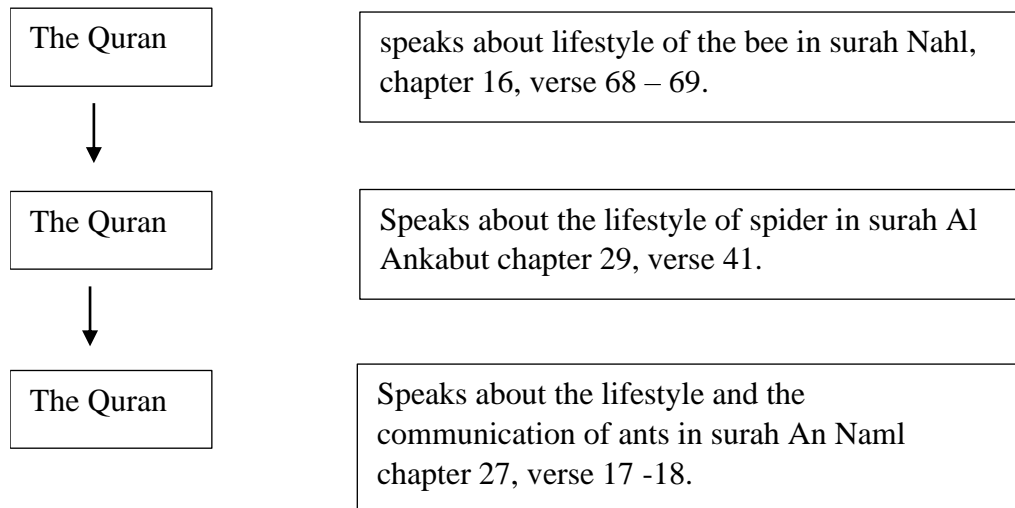 The Quran
speaks about lifestyle of the bee in surah Nahl,
chapter 16, verse 68 – 69.
The Quran
Speaks about the lifestyle of spider in surah Al
Ankabut chapter 29, verse 41.
The Quran
Speaks about the lifestyle and the
communication of ants in surah An Naml
chapter 27, verse 17 -18.